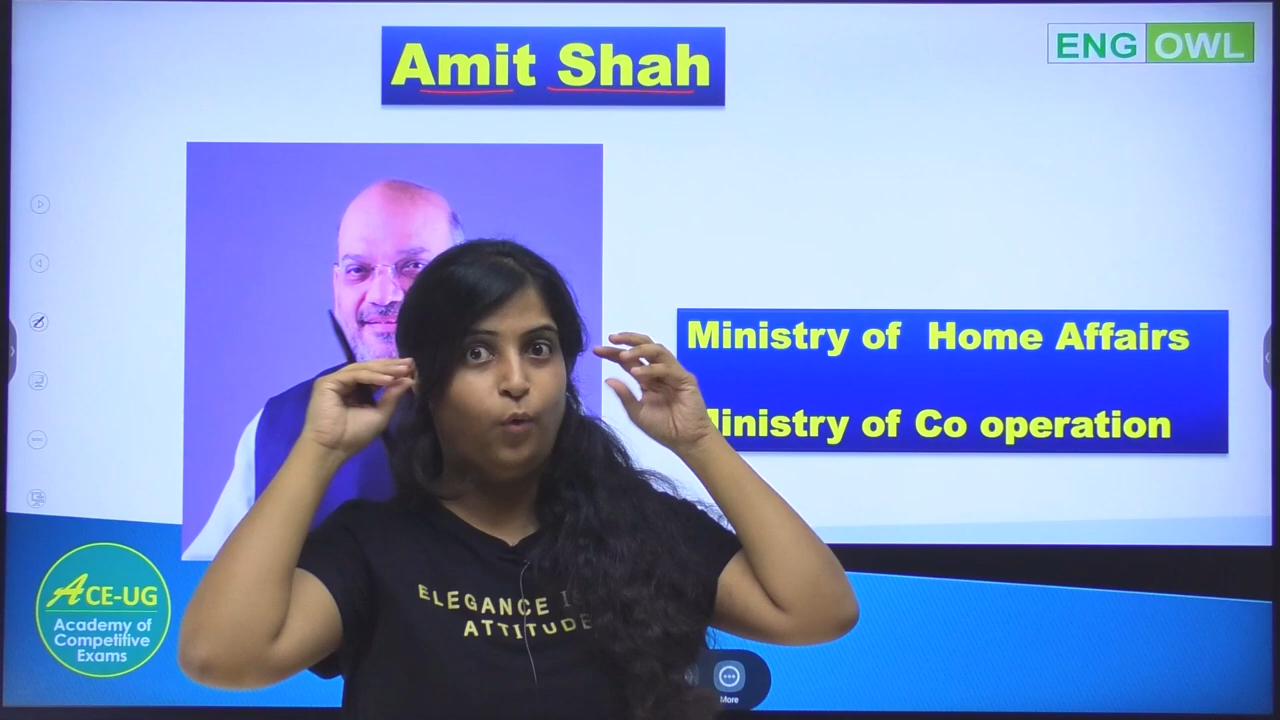 Amit Shah
ENG OWL
Ministry of Home Affairs
Ministry of Co operation
ACE-UG
Academy of
Competitive
Exams
ELEGANCE IS
ATTITUDE
More